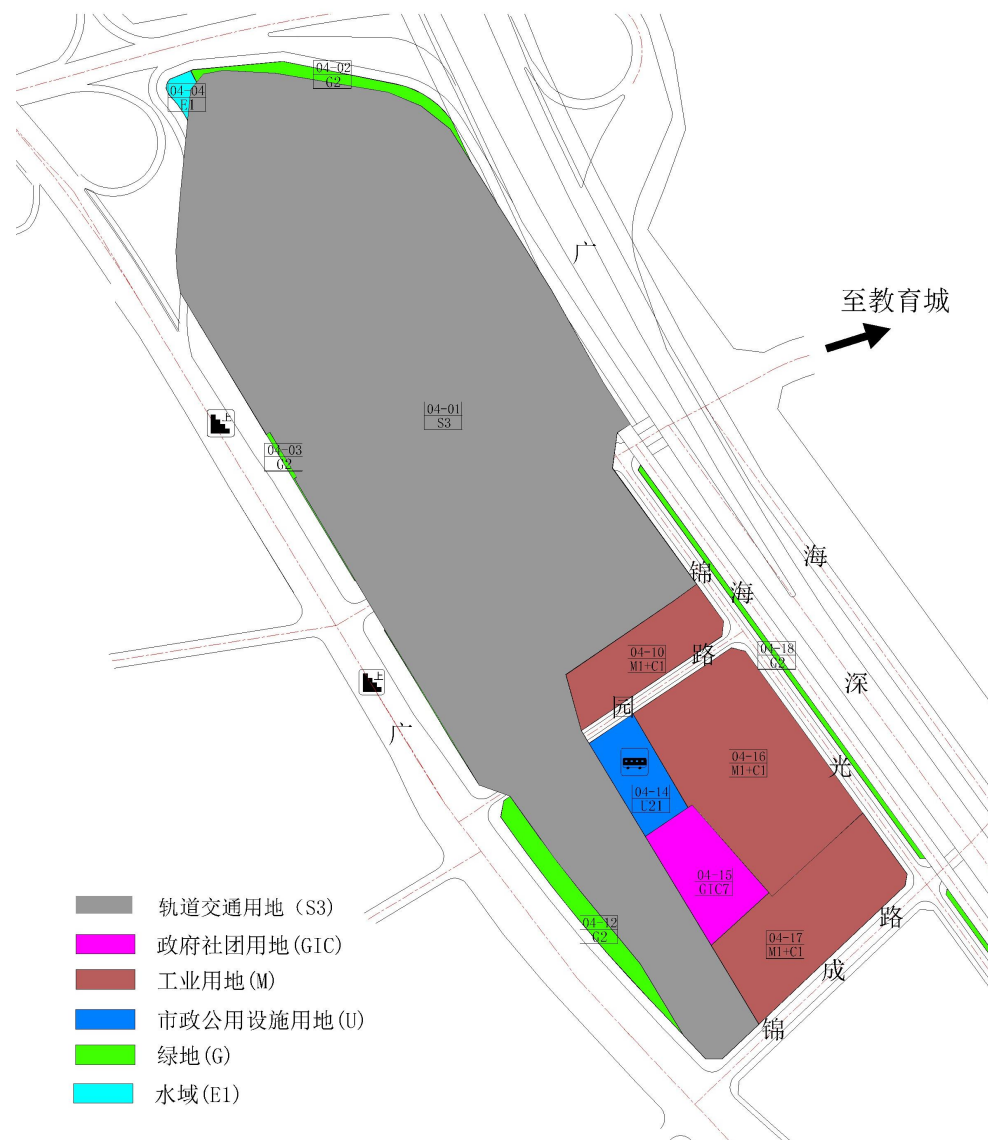 04-02
G2
04-04
E1
广
至教育城
04-01
S3
上
04-03
G2
海
锦
海
04-10
M1+C1
路
04-18
G2
上
深
园
广
04-16
M1+C1
光
04-14
U21
04-15
GIC7
轨道交通用地（S3)
04-12
G2
路
04-17
M1+C1
政府社团用地(GIC)
成
工业用地(M)
市政公用设施用地(U)
锦
绿地(G)
水域(E1)